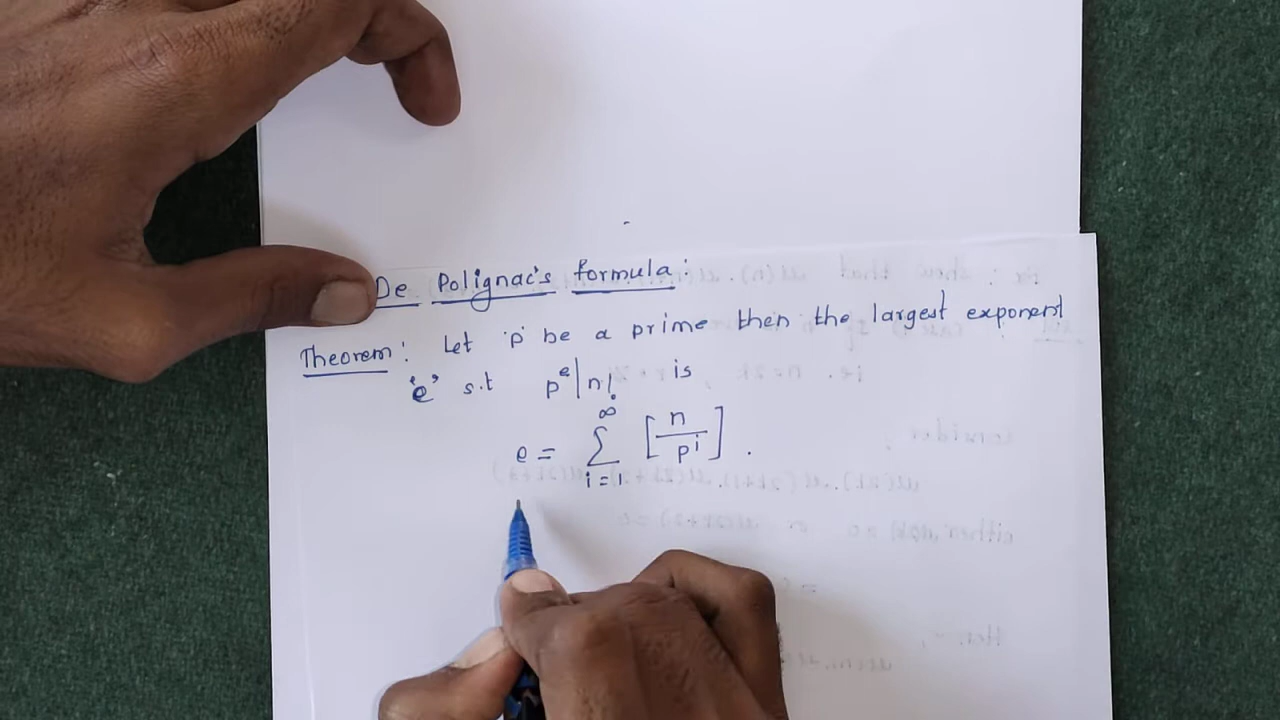 De Polignac's formula:
Theorem: Let 'p' be a prime then the largest exponent
'e' s.t p^e | n! is
e = ∑_{i=1}^{∞} [n / p^i].